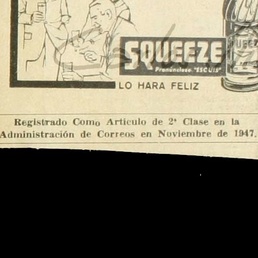 SQUEEZE
Pronúnciese "ESCUIS"
LO HARA FELIZ
Registrado Como Articulo de 2ª Clase en la
Administración de Correos en Noviembre de 1947.